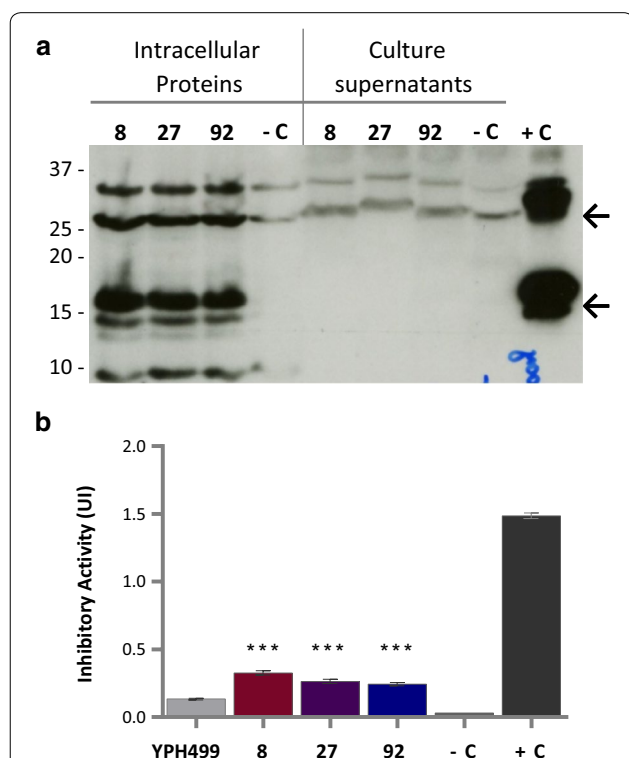 a
Intracellular Proteins
Culture supernatants
8 27 92 - C 8 27 92 - C + C
37 -
25 -
20 -
15 -
10 -
b
Inhibitory Activity (UI)
2.0
1.5
1.0
0.5
0.0
*** *** ***
YPH499 8 27 92 - C + C